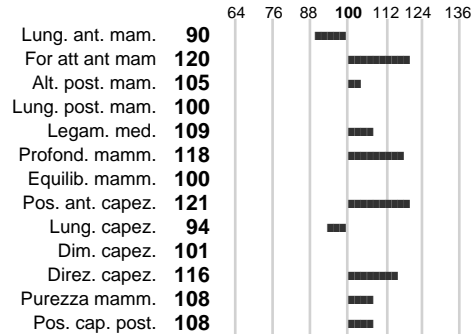 64 76 88 100 112 124 136
Lung. ant. mam. 90
For att ant mam 120
Alt. post. mam. 105
Lung. post. mam. 100
Legam. med. 109
Profond. mamm. 118
Equilib. mamm. 100
Pos. ant. capez. 121
Lung. capez. 94
Dim. capez. 101
Direz. capez. 116
Purezza mamm. 108
Pos. cap. post. 108